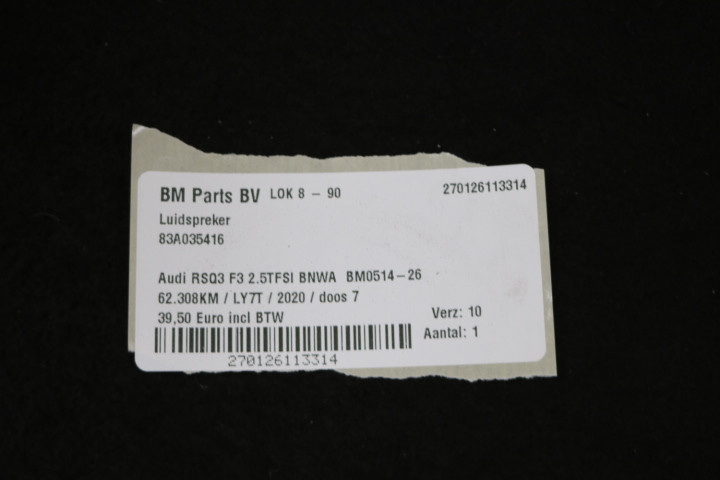 BM Parts BV LOK 8 - 90 270126113314
Luidspreker
83A035416
Audi RSQ3 F3 2.5TFSI BNWA BM0514-26
62.308KM / LY7T / 2020 / doos 7
39,50 Euro incl BTW Verz: 10
Aantal: 1
270126113314